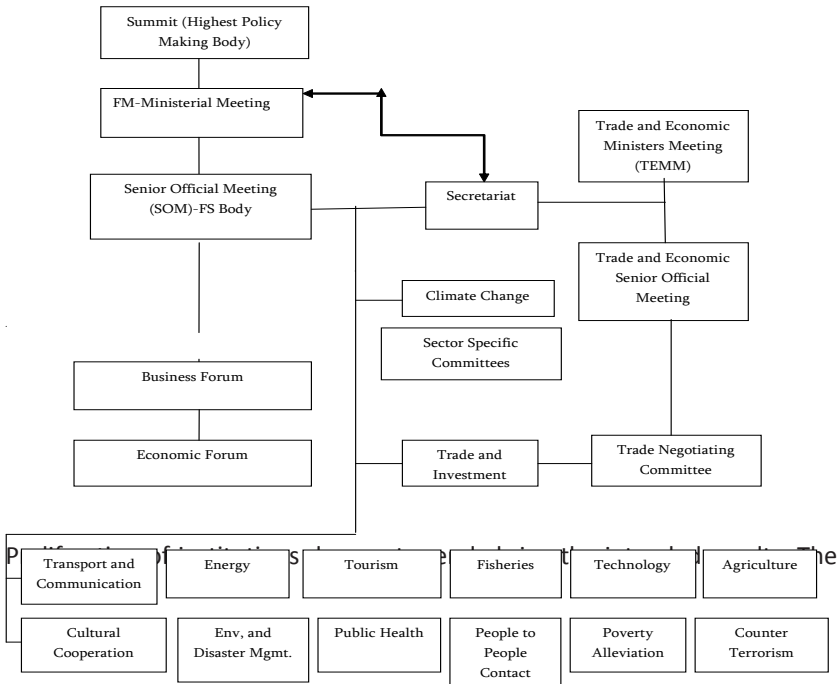 Summit (Highest Policy
Making Body)
FM-Ministerial Meeting
Trade and Economic
Ministers Meeting
(TEMM)
Senior Official Meeting
(SOM)-FS Body
Secretariat
Trade and Economic
Senior Official
Meeting
Climate Change
Sector Specific
Committees
Business Forum
Economic Forum
Trade and
Investment
Trade Negotiating
Committee
The
Transport and
Communication
Energy
Tourism
Fisheries
Technology
Agriculture
Cultural
Cooperation
Env, and
Disaster Mgmt.
Public Health
People to
People
Contact
Poverty
Alleviation
Counter
Terrorism